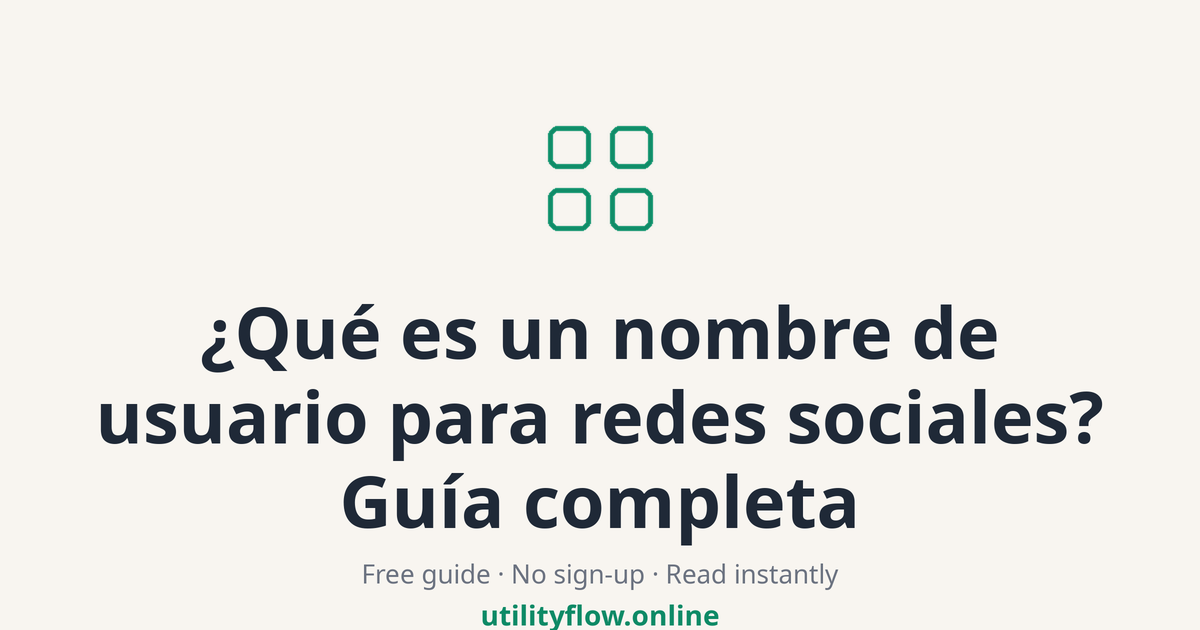 ¿Qué es un nombre de
usuario para redes sociales?
Guía completa
Free guide · No sign-up · Read instantly
utilityflow.online